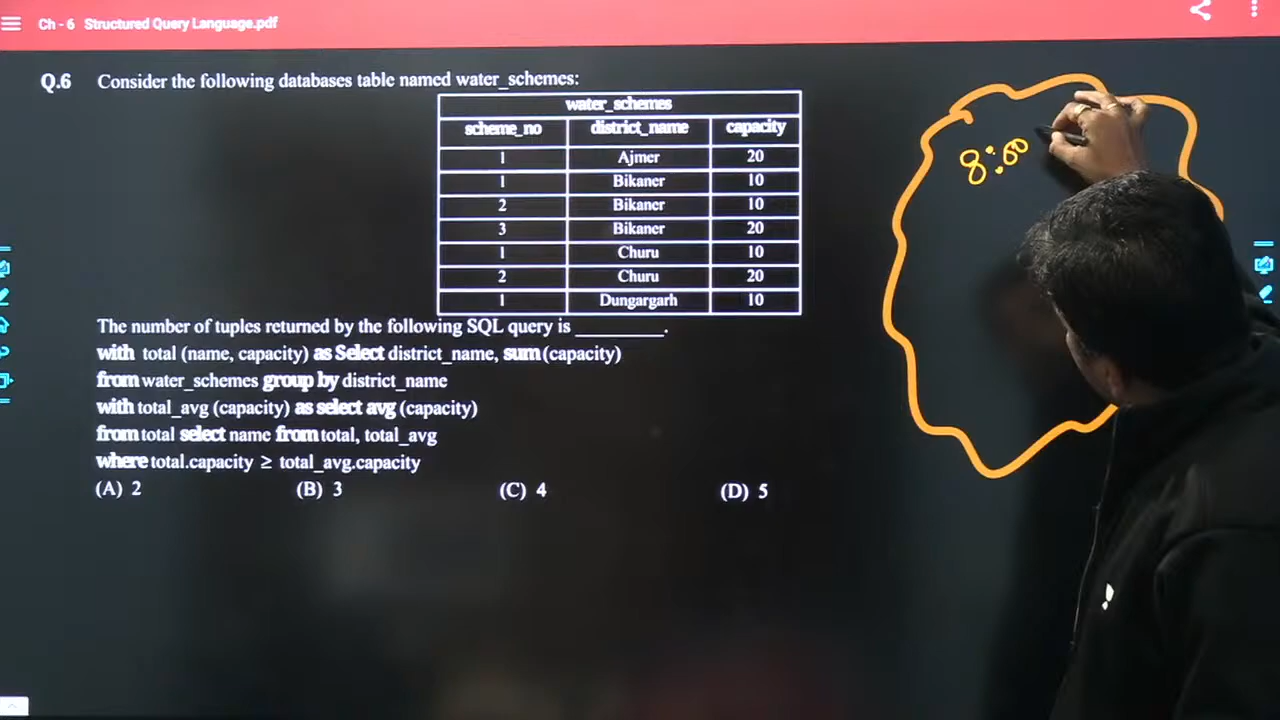 Ch - 6 Structured Query Language.pdf
Q.6 Consider the following databases table named water_schemes:
water_schemes
scheme_no district_name capacity
1 Ajmer 20
1 Bikaner 10
2 Bikaner 10
3 Bikaner 20
1 Churu 10
2 Churu 20
1 Dungargarh 10
The number of tuples returned by the following SQL query is _________.
with total (name, capacity) as Select district_name, sum (capacity)
from water_schemes group by district_name
with total_avg (capacity) as select avg (capacity)
from total select name from total, total_avg
where total.capacity ≥ total_avg.capacity
(A) 2 (B) 3 (C) 4 (D) 5